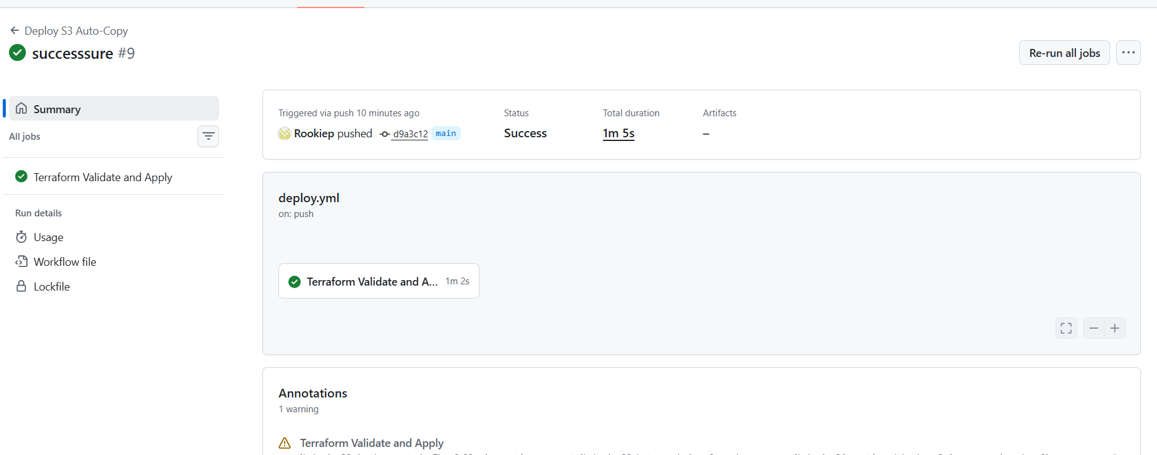 Deploy S3 Auto-Copy
successsure #9
Re-run all jobs
Summary
All jobs
Terraform Validate and Apply
Run details
Usage
Workflow file
Lockfile
Triggered via push 10 minutes ago
Rookiep pushed d9a3c12 main
Status
Success
Total duration
1m 5s
Artifacts
–
deploy.yml
on: push
Terraform Validate and A... 1m 2s
Annotations
1 warning
Terraform Validate and Apply